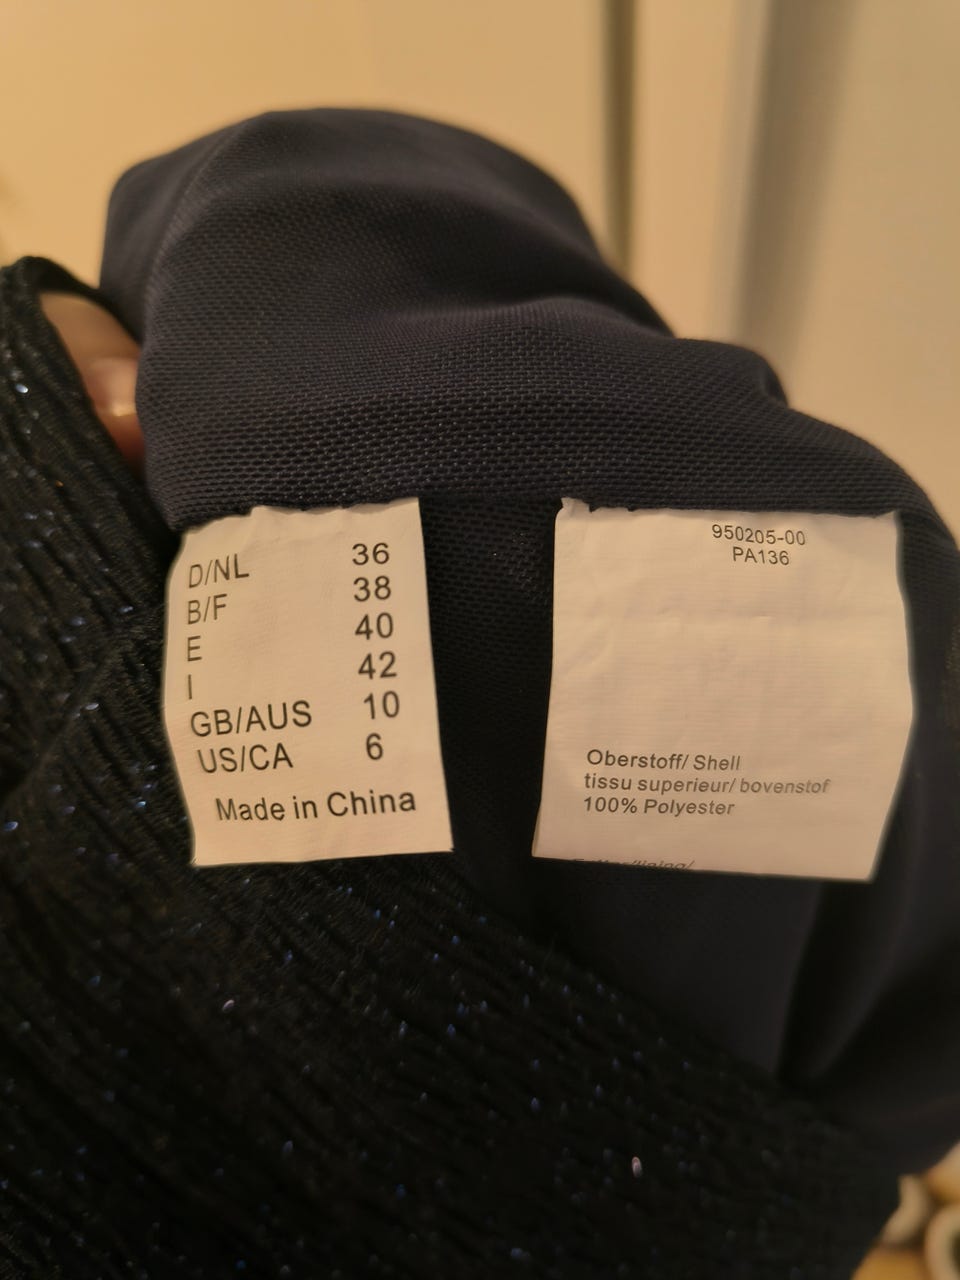 D/NL 36
B/F 38
E 40
I 42
GB/AUS 10
US/CA 6
Made in China
950205-00
PA136
Oberstoff/ Shell
tissu superieur/ bovenstof
100% Polyester